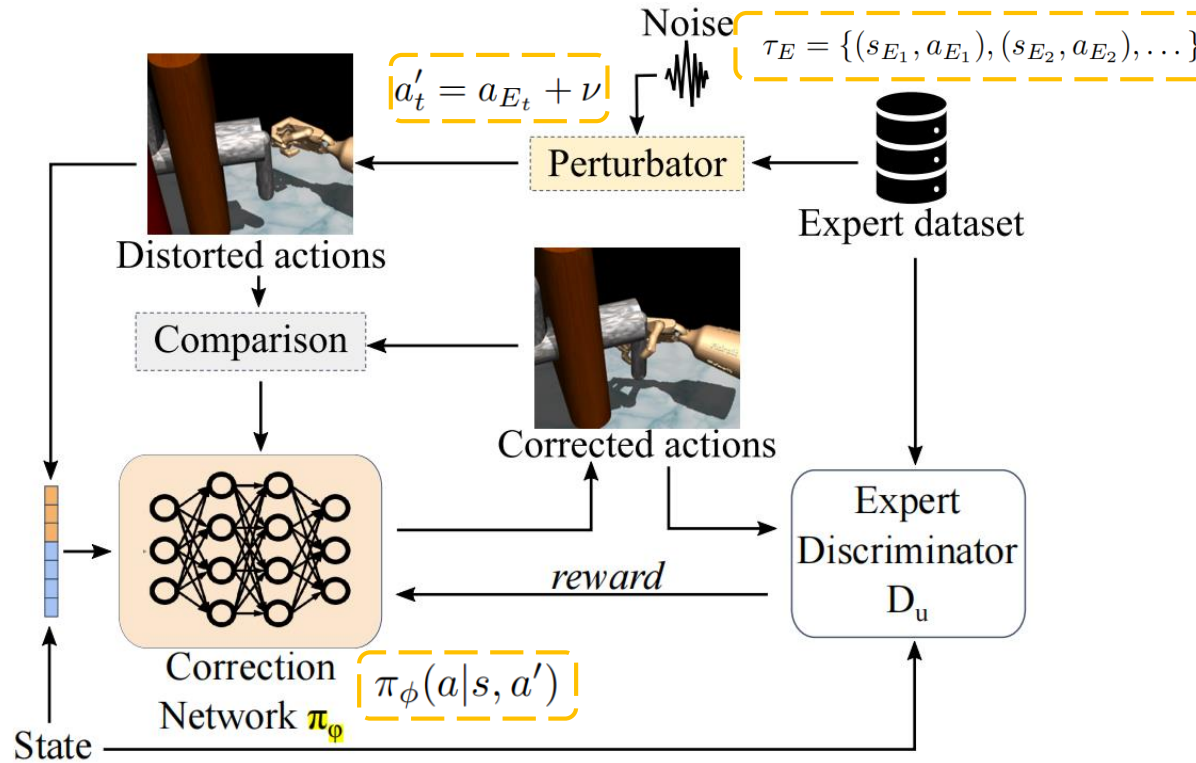 Noise
τ_E = {(s_{E_1}, a_{E_1}), (s_{E_2}, a_{E_2}), ... }
a'_t = a_{E_t} + ν
Perturbator
Expert dataset
Distorted actions
Comparison
Corrected actions
Expert
Discriminator
D_u
reward
Correction
Network π_φ
π_ϕ(a|s, a')
State